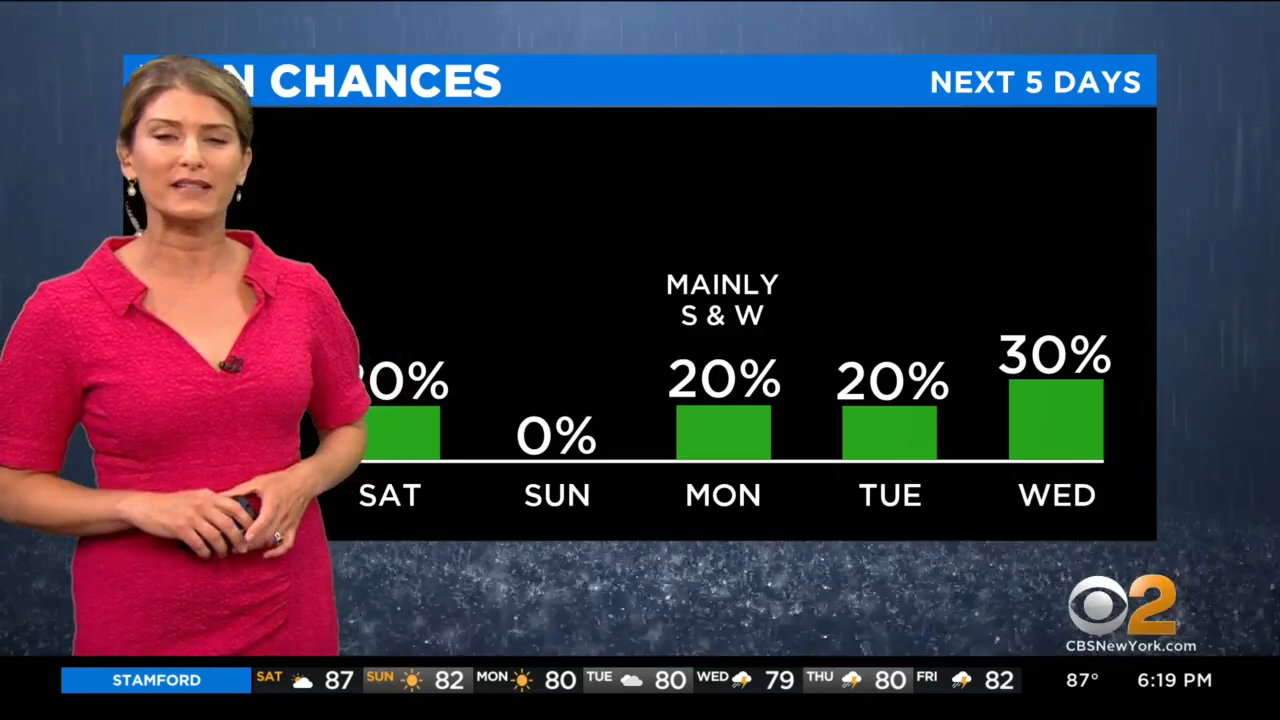 CHANCES
NEXT 5 DAYS
MAINLY
S & W
0%
20%
20%
30%
SAT
SUN
MON
TUE
WED
2
CBSNewYork.com
STAMFORD
SAT 87
SUN 82
MON 80
TUE 80
WED 79
THU 80
FRI 82
87°
6:19 PM